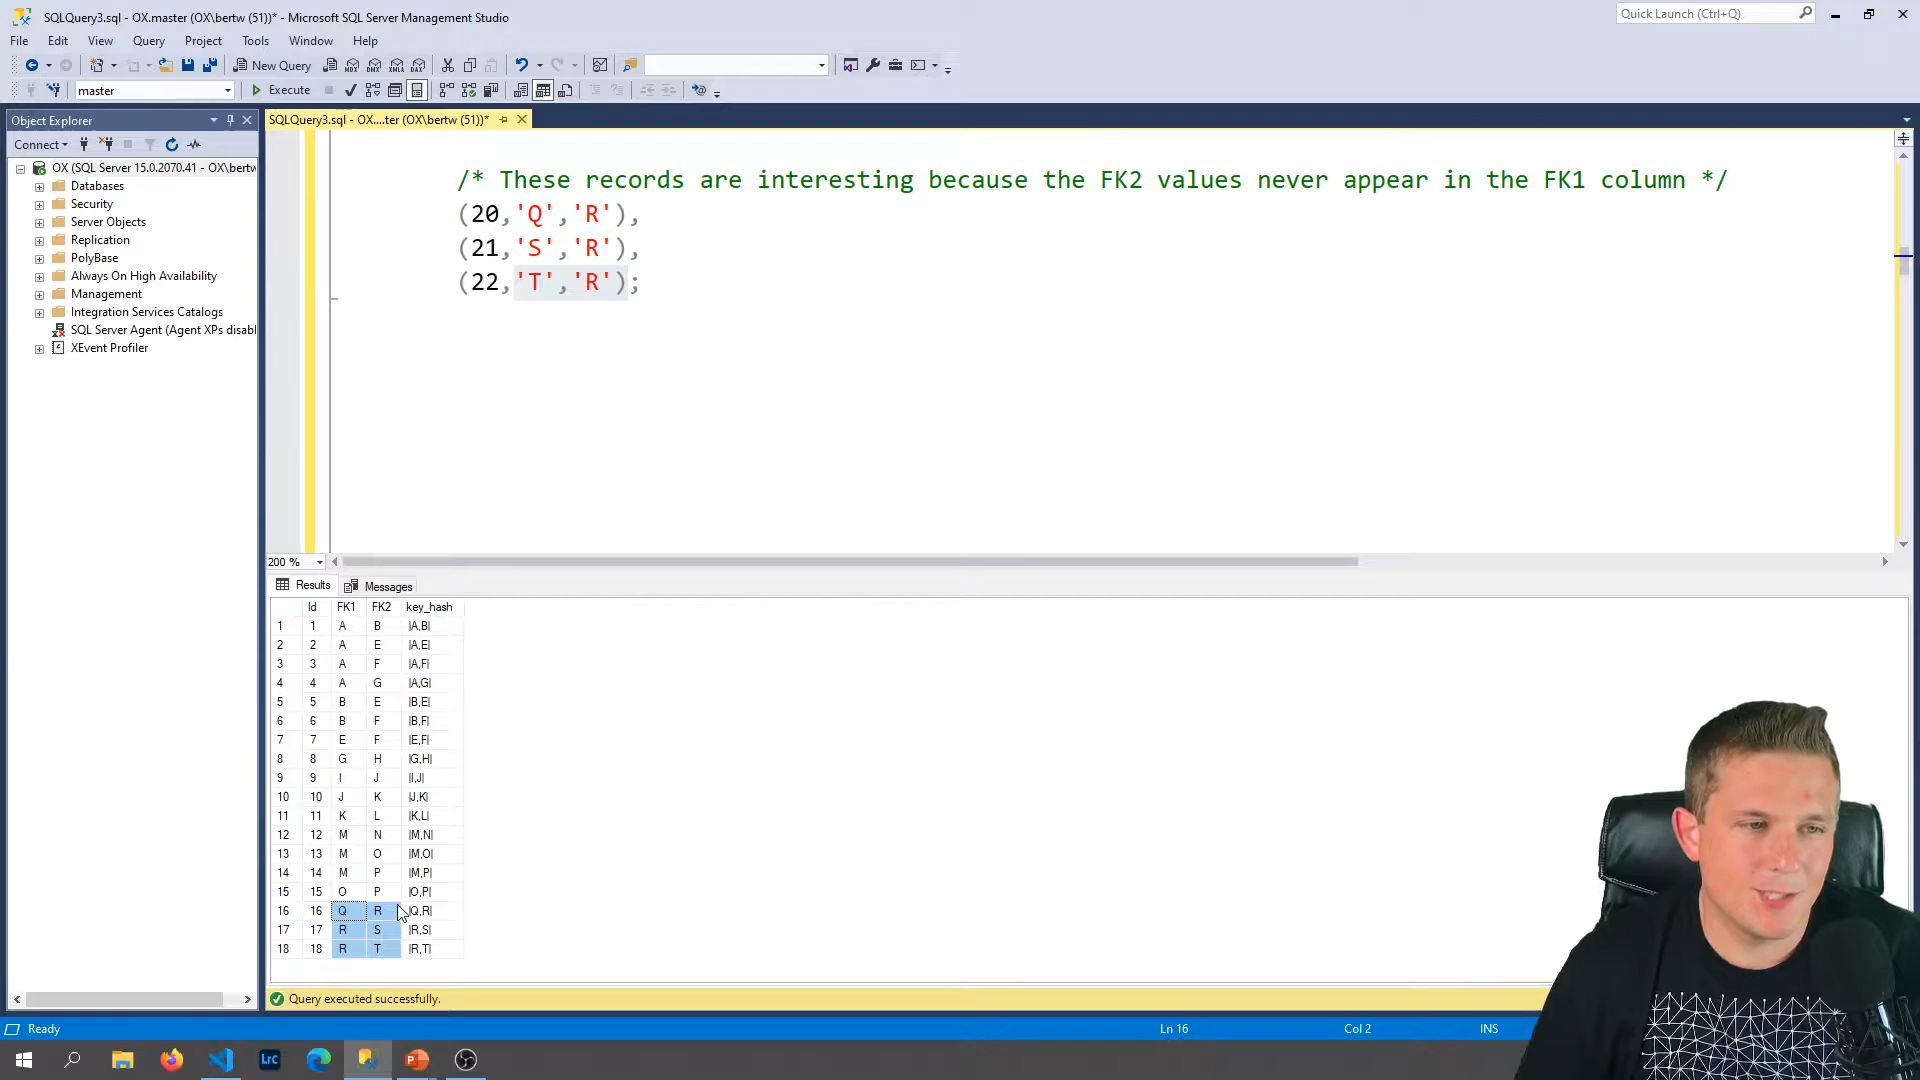 SQLQuery3.sql - OX.master (OX\bertw (51))* - Microsoft SQL Server Management Studio
Quick Launch (Ctrl+Q)
File Edit View Query Project Tools Window Help
New Query
master
Execute
Object Explorer
SQLQuery3.sql - OX....ter (OX\bertw (51))*
Connect
OX (SQL Server 15.0.2070.41 - OX\bertw
Databases
Security
Server Objects
Replication
PolyBase
Always On High Availability
Management
Integration Services Catalogs
SQL Server Agent (Agent XPs disabl
XEvent Profiler
/* These records are interesting because the FK2 values never appear in the FK1 column */
(20,'Q','R'),
(21,'S','R'),
(22,'T','R');
200 %
Results Messages
Id FK1 FK2 key_hash
1 1 A B |A,B|
2 2 A E |A,E|
3 3 A F |A,F|
4 4 A G |A,G|
5 5 B E |B,E|
6 6 B F |B,F|
7 7 E F |E,F|
8 8 G H |G,H|
9 9 I J |I,J|
10 10 J K |J,K|
11 11 K L |K,L|
12 12 M N |M,N|
13 13 M O |M,O|
14 14 M P |M,P|
15 15 O P |O,P|
16 16 Q R |Q,R|
17 17 R S |R,S|
18 18 R T |R,T|
Query executed successfully.
Ready Ln 16 Col 2 INS
Lrc